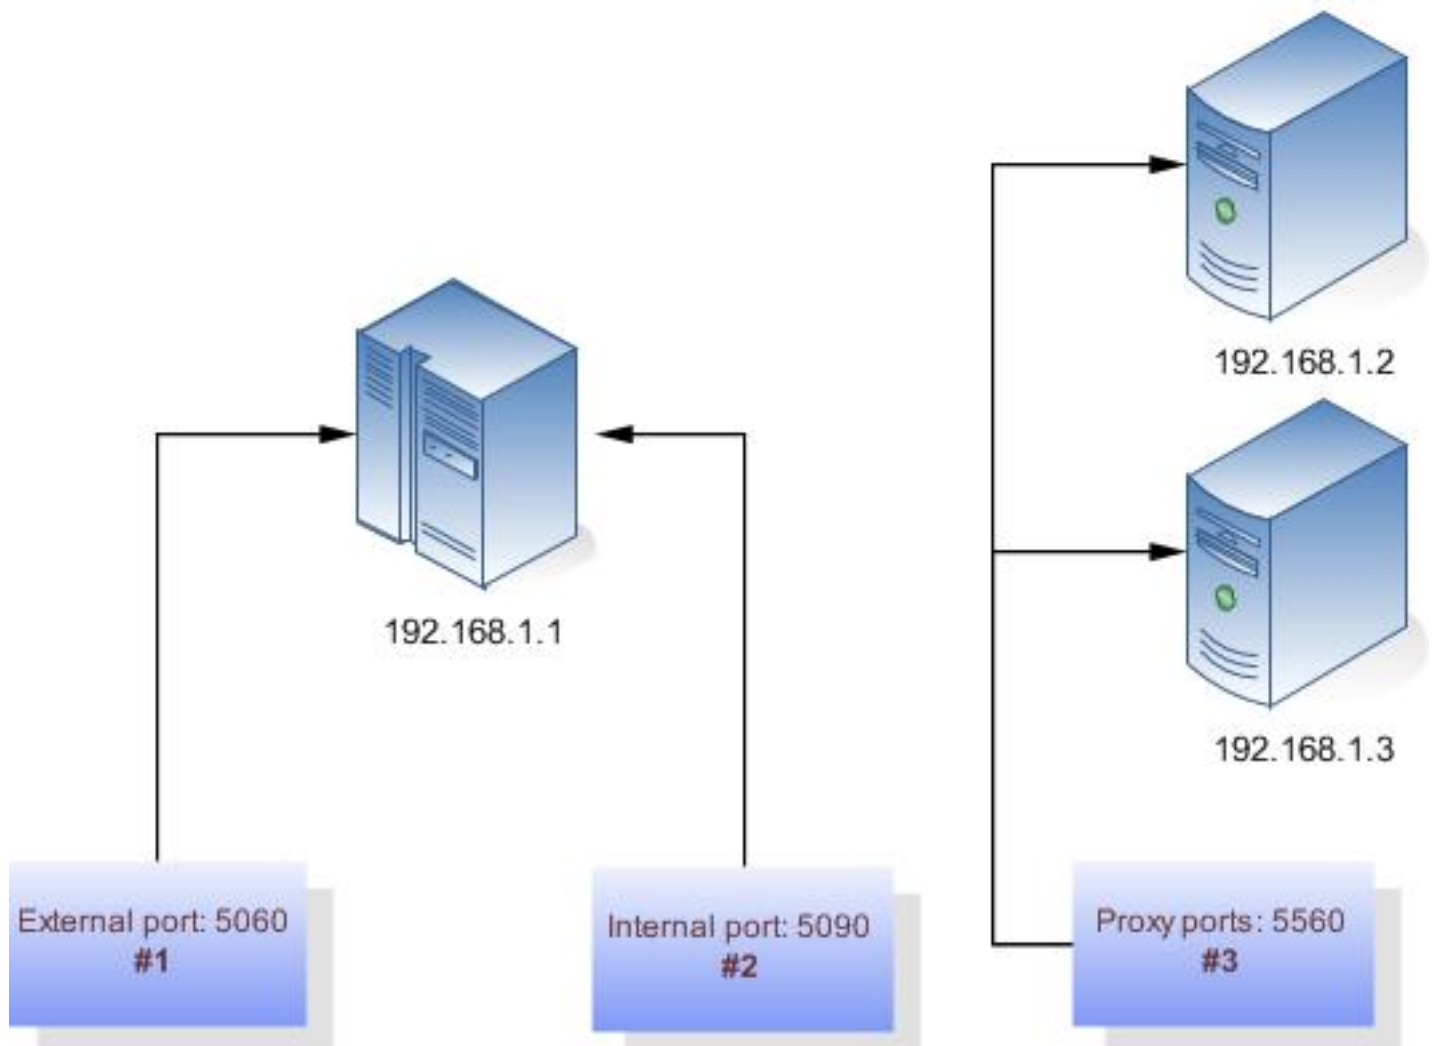 192.168.1.2
192.168.1.1
192.168.1.3
External port: 5060
#1
Internal port: 5090
#2
Proxy ports: 5560
#3